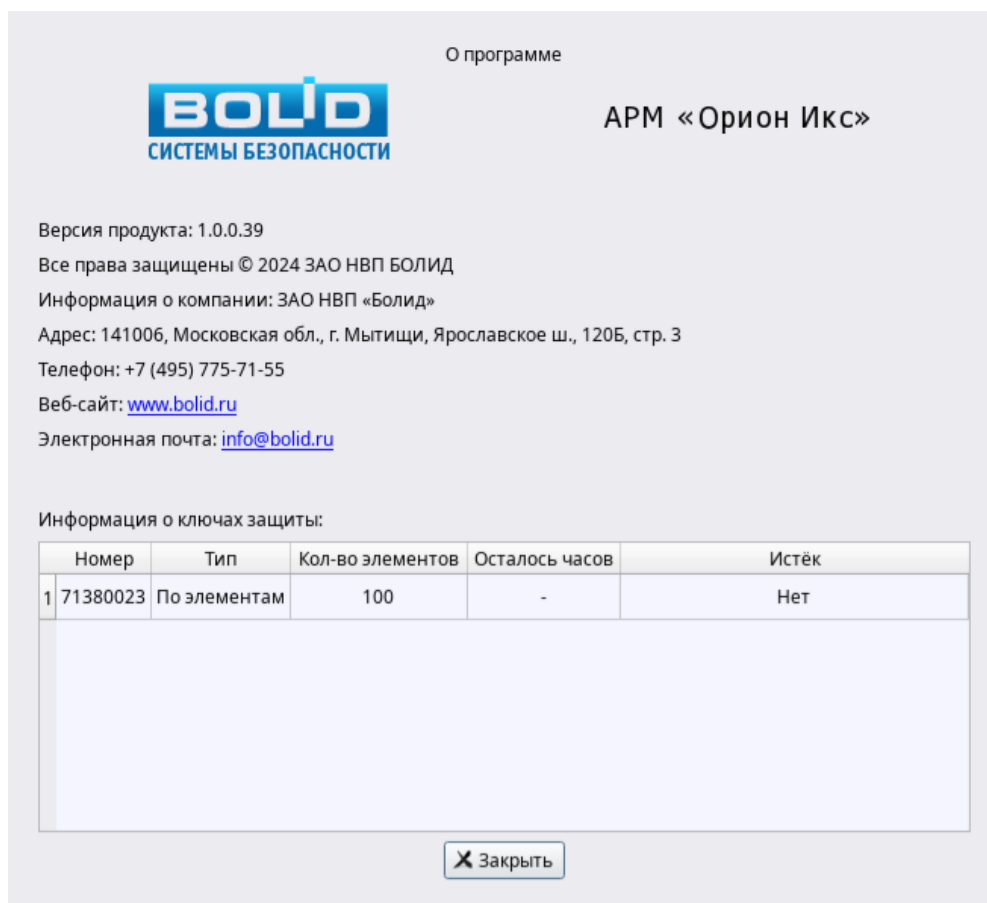 О программе
BOLID
СИСТЕМЫ БЕЗОПАСНОСТИ
АРМ «Орион Икс»
Версия продукта: 1.0.0.39
Все права защищены © 2024 ЗАО НВП БОЛИД
Информация о компании: ЗАО НВП «Болид»
Адрес: 141006, Московская обл., г. Мытищи, Ярославское ш., 120Б, стр. 3
Телефон: +7 (495) 775-71-55
Веб-сайт: www.bolid.ru
Электронная почта: info@bolid.ru
Информация о ключах защиты:
Номер Тип Кол-во элементов Осталось часов Истёк
1 71380023 По элементам 100 - Нет
Закрыть